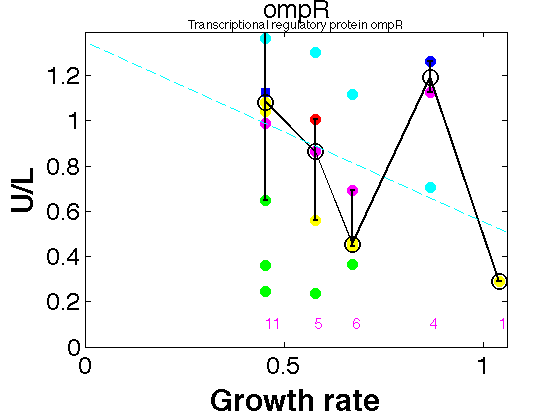 ompR
Transcriptional regulatory protein ompR
U/L
1.2
1
0.8
0.6
0.4
0.2
0
11 5 6 4 1
0 0.5 1
Growth rate